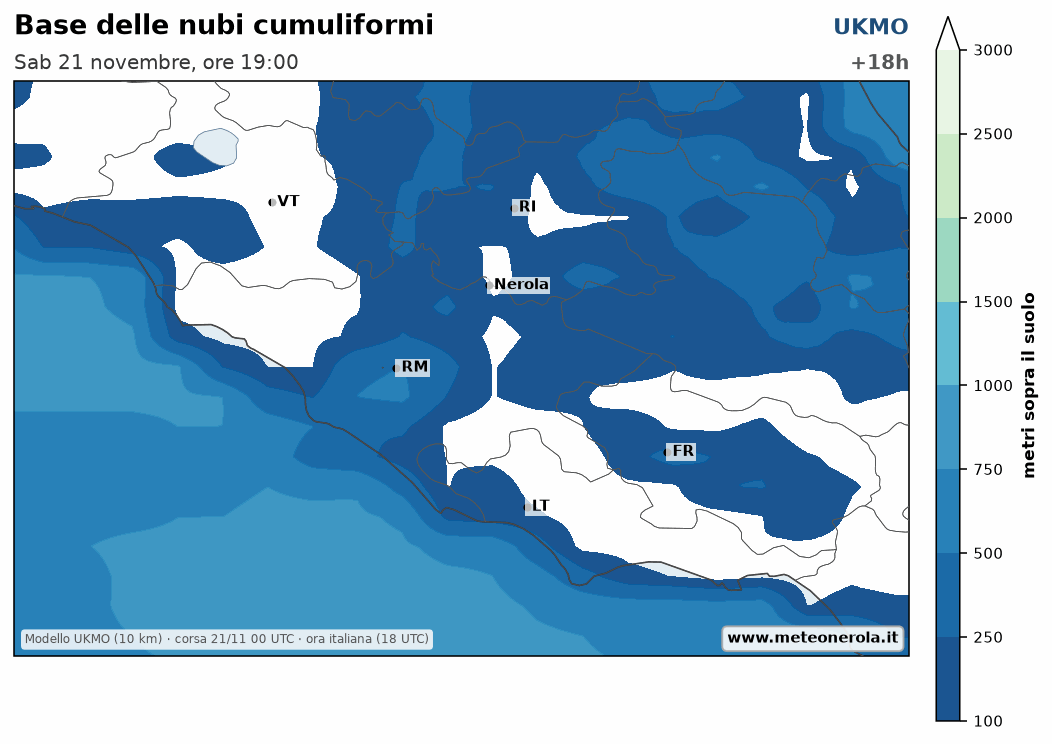 Base delle nubi cumuliformi
UKMO
Sab 21 novembre, ore 19:00
+18h
3000
2500
2000
1500
1000
750
500
250
100
metri sopra il suolo
VT
RI
Nerola
RM
FR
LT
Modello UKMO (10 km) · corsa 21/11 00 UTC · ora italiana (18 UTC)
www.meteonerola.it